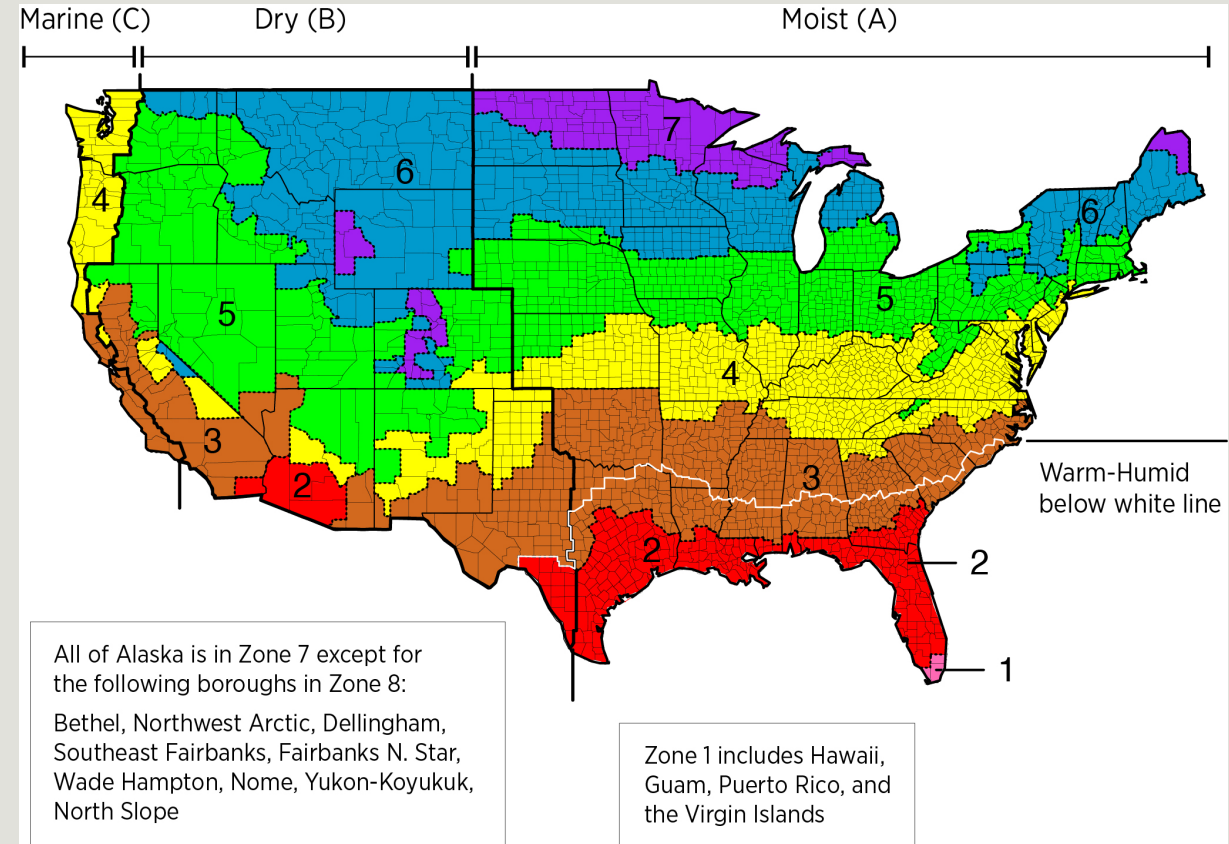 Marine (C)
Dry (B)
Moist (A)
7
6
4
6
5
5
4
3
3
2
Warm-Humid
below white line
2
2
1
All of Alaska is in Zone 7 except for
the following boroughs in Zone 8:
Bethel, Northwest Arctic, Dellingham,
Southeast Fairbanks, Fairbanks N. Star,
Wade Hampton, Nome, Yukon-Koyukuk,
North Slope
Zone 1 includes Hawaii,
Guam, Puerto Rico, and
the Virgin Islands